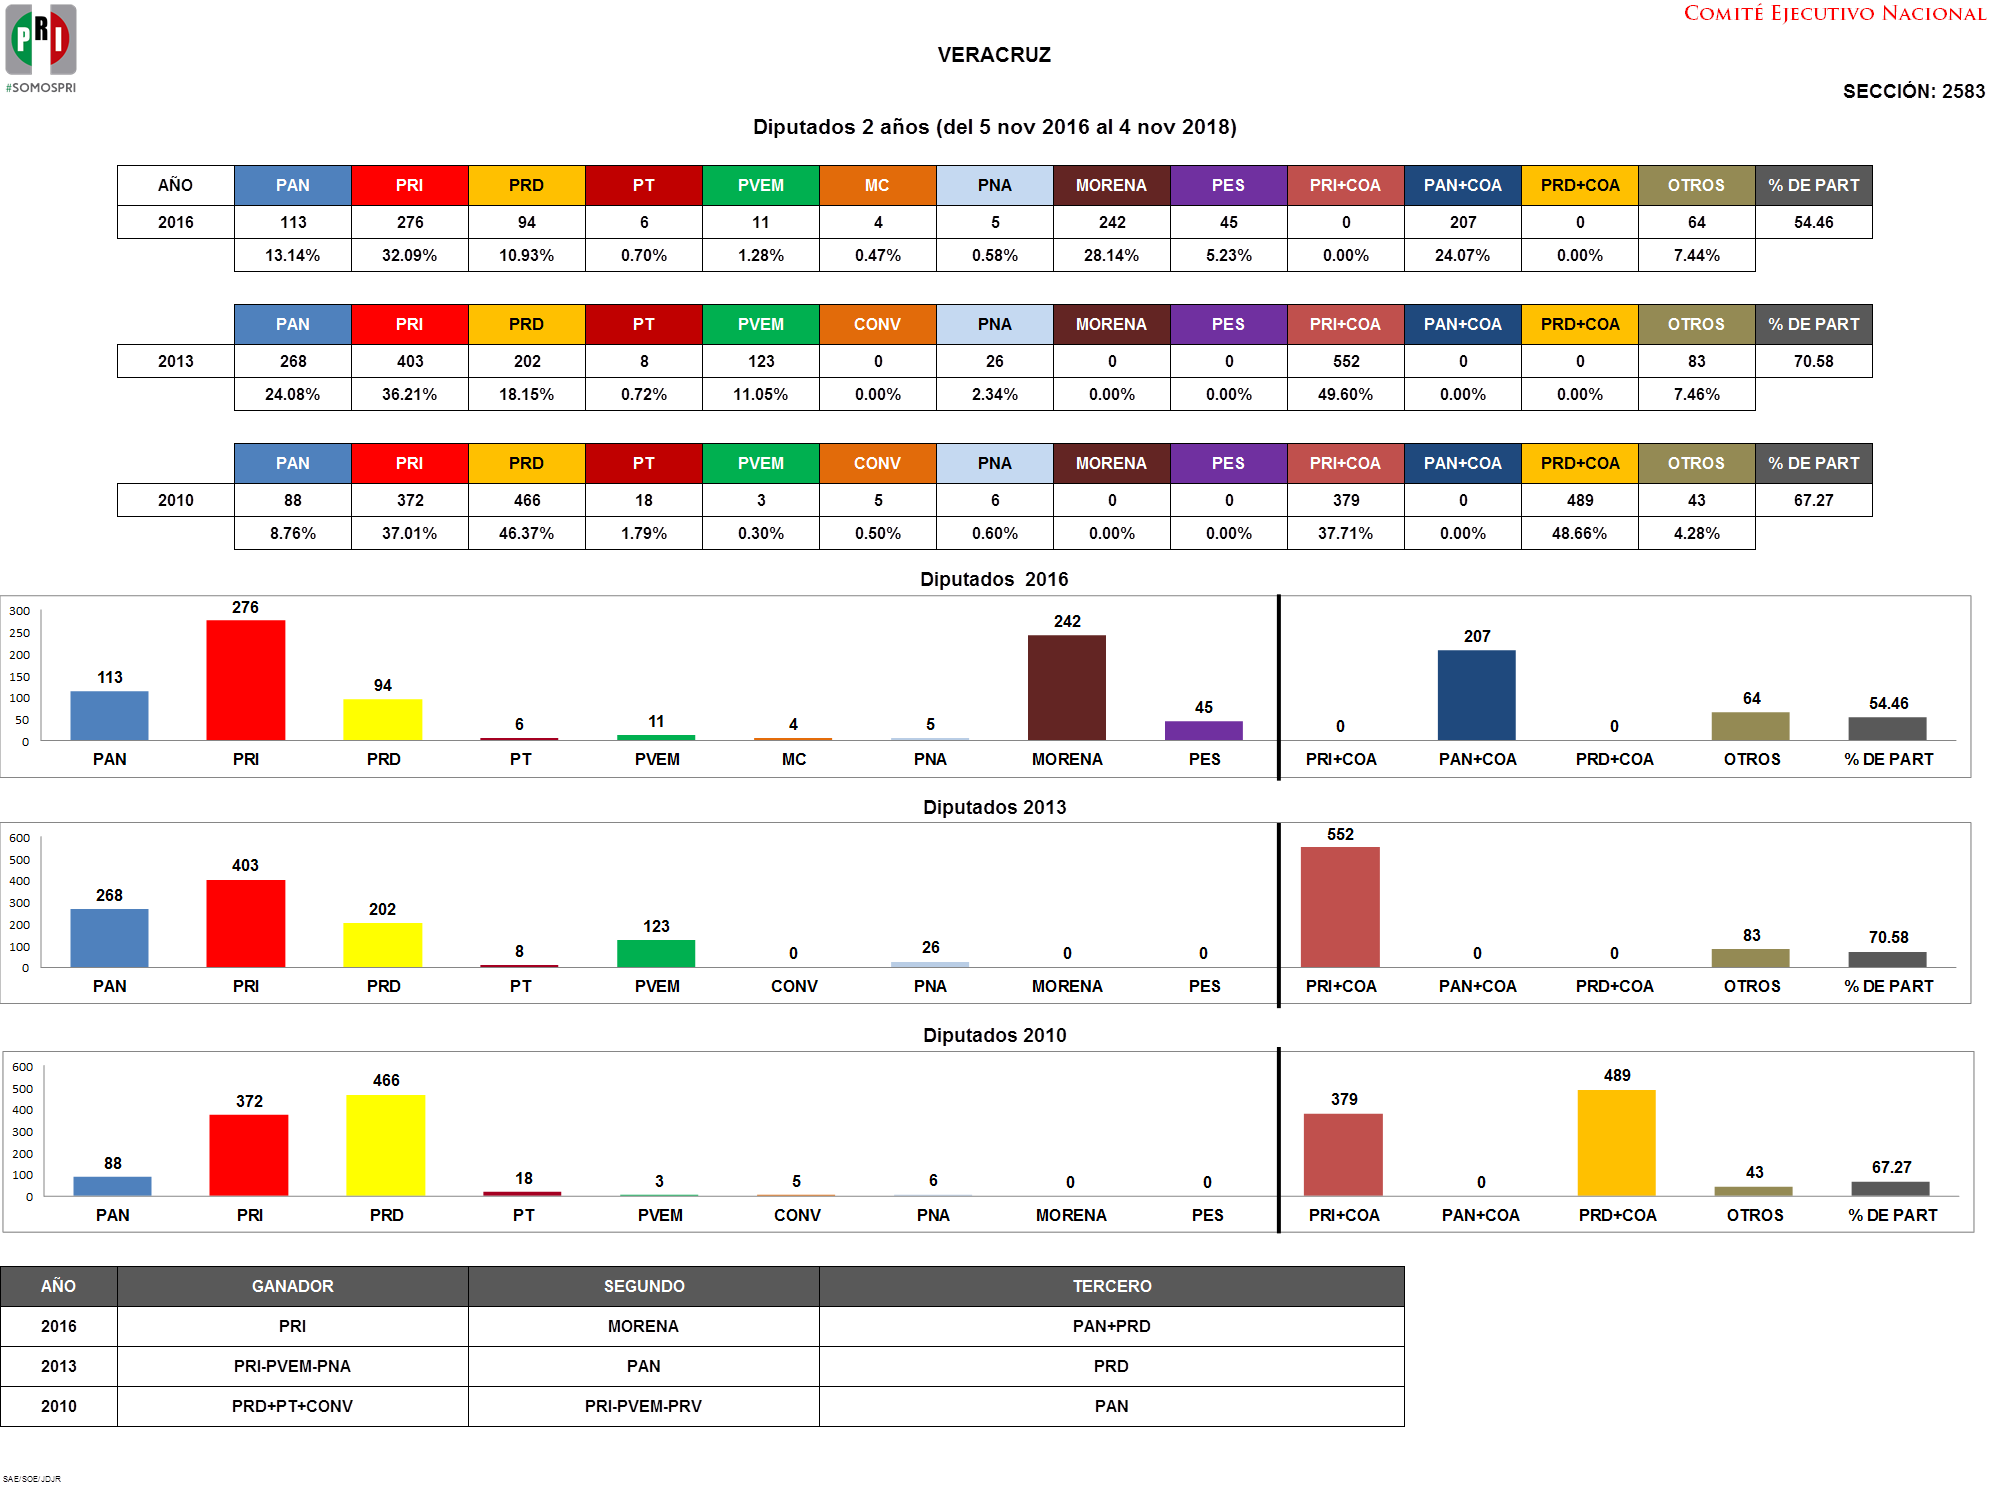 PRI
#SOMOSPRI
COMITÉ EJECUTIVO NACIONAL
VERACRUZ
SECCIÓN: 2583
Diputados 2 años (del 5 nov 2016 al 4 nov 2018)
AÑO PAN PRI PRD PT PVEM MC PNA MORENA PES PRI+COA PAN+COA PRD+COA OTROS % DE PART
2016 113 276 94 6 11 4 5 242 45 0 207 0 64 54.46
13.14% 32.09% 10.93% 0.70% 1.28% 0.47% 0.58% 28.14% 5.23% 0.00% 24.07% 0.00% 7.44%
PAN PRI PRD PT PVEM CONV PNA MORENA PES PRI+COA PAN+COA PRD+COA OTROS % DE PART
2013 268 403 202 8 123 0 26 0 0 552 0 0 83 70.58
24.08% 36.21% 18.15% 0.72% 11.05% 0.00% 2.34% 0.00% 0.00% 49.60% 0.00% 0.00% 7.46%
PAN PRI PRD PT PVEM CONV PNA MORENA PES PRI+COA PAN+COA PRD+COA OTROS % DE PART
2010 88 372 466 18 3 5 6 0 0 379 0 489 43 67.27
8.76% 37.01% 46.37% 1.79% 0.30% 0.50% 0.60% 0.00% 0.00% 37.71% 0.00% 48.66% 4.28%
Diputados 2016
300
250
200
150
100
50
0
113 276 94 6 11 4 5 242 45 0 207 0 64 54.46
PAN PRI PRD PT PVEM MC PNA MORENA PES PRI+COA PAN+COA PRD+COA OTROS % DE PART
Diputados 2013
600
500
400
300
200
100
0
268 403 202 8 123 0 26 0 0 552 0 0 83 70.58
PAN PRI PRD PT PVEM CONV PNA MORENA PES PRI+COA PAN+COA PRD+COA OTROS % DE PART
Diputados 2010
600
500
400
300
200
100
0
88 372 466 18 3 5 6 0 0 379 0 489 43 67.27
PAN PRI PRD PT PVEM CONV PNA MORENA PES PRI+COA PAN+COA PRD+COA OTROS % DE PART
AÑO GANADOR SEGUNDO TERCERO
2016 PRI MORENA PAN+PRD
2013 PRI-PVEM-PNA PAN PRD
2010 PRD+PT+CONV PRI-PVEM-PRV PAN
SAE/SOE/JDJR